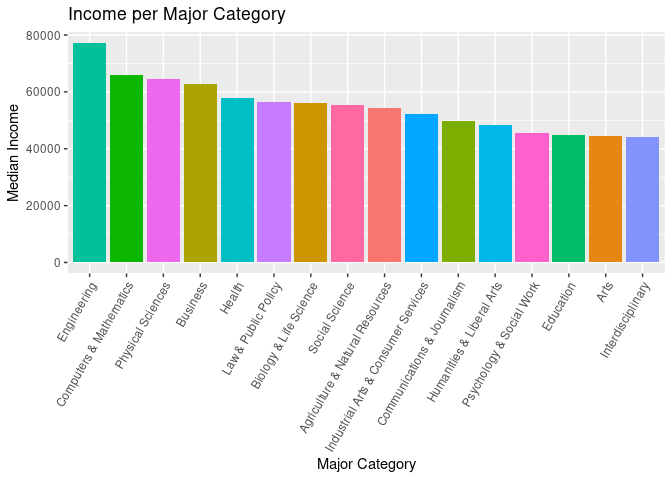 Income per Major Category
Median Income
80000
60000
40000
20000
0
Engineering
Computers & Mathematics
Physical Sciences
Business
Health
Law & Public Policy
Biology & Life Science
Social Science
Agriculture & Natural Resources
Industrial Arts & Consumer Services
Communications & Journalism
Humanities & Liberal Arts
Psychology & Social Work
Education
Arts
Interdisciplinary
Major Category